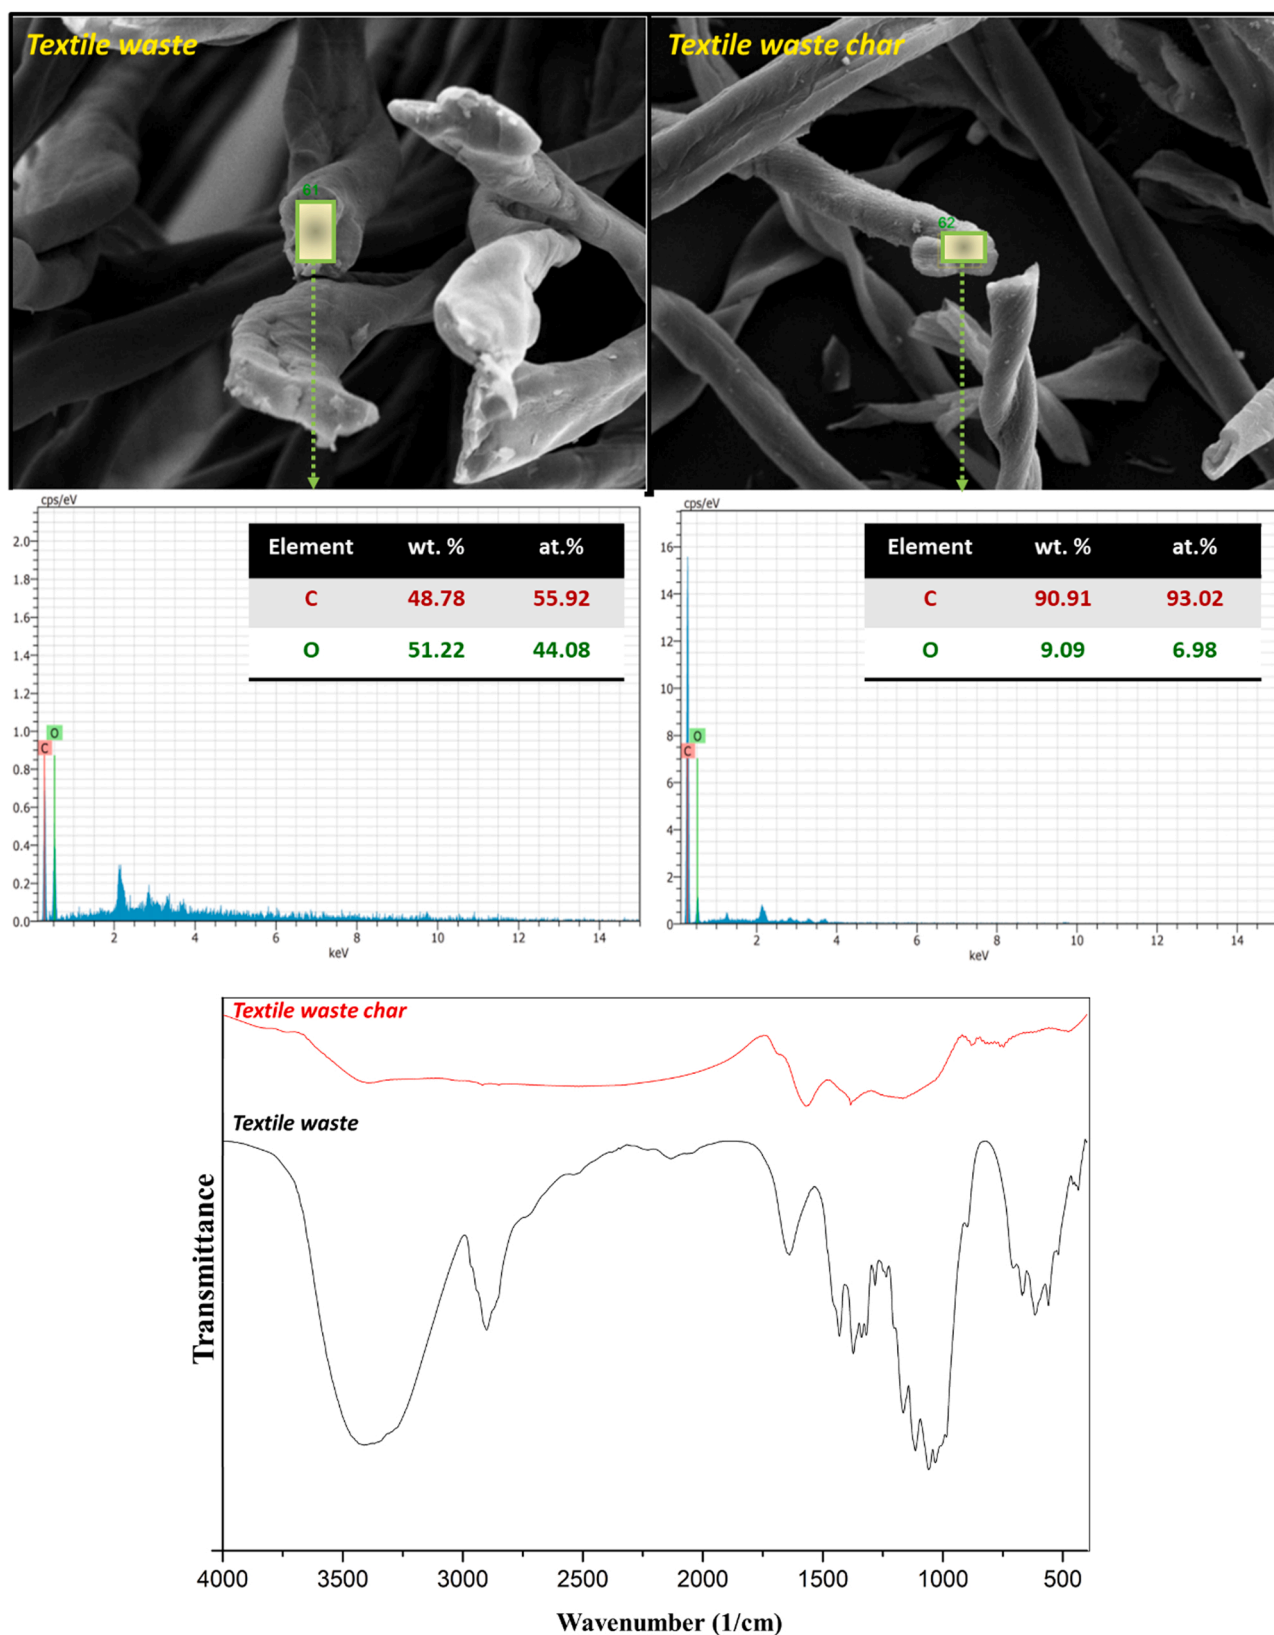 Textile waste
Textile waste char
61
62
cps/eV
2.0
1.8
1.6
1.4
1.2
1.0
0.8
0.6
0.4
0.2
0.0
C
O
2 4 6 8 10 12 14
keV
Element wt. % at.%
C 48.78 55.92
O 51.22 44.08
cps/eV
16
14
12
10
8
6
4
2
0
C
O
2 4 6 8 10 12 14
keV
Element wt. % at.%
C 90.91 93.02
O 9.09 6.98
Textile waste char
Textile waste
Transmittance
4000 3500 3000 2500 2000 1500 1000 500
Wavenumber (1/cm)